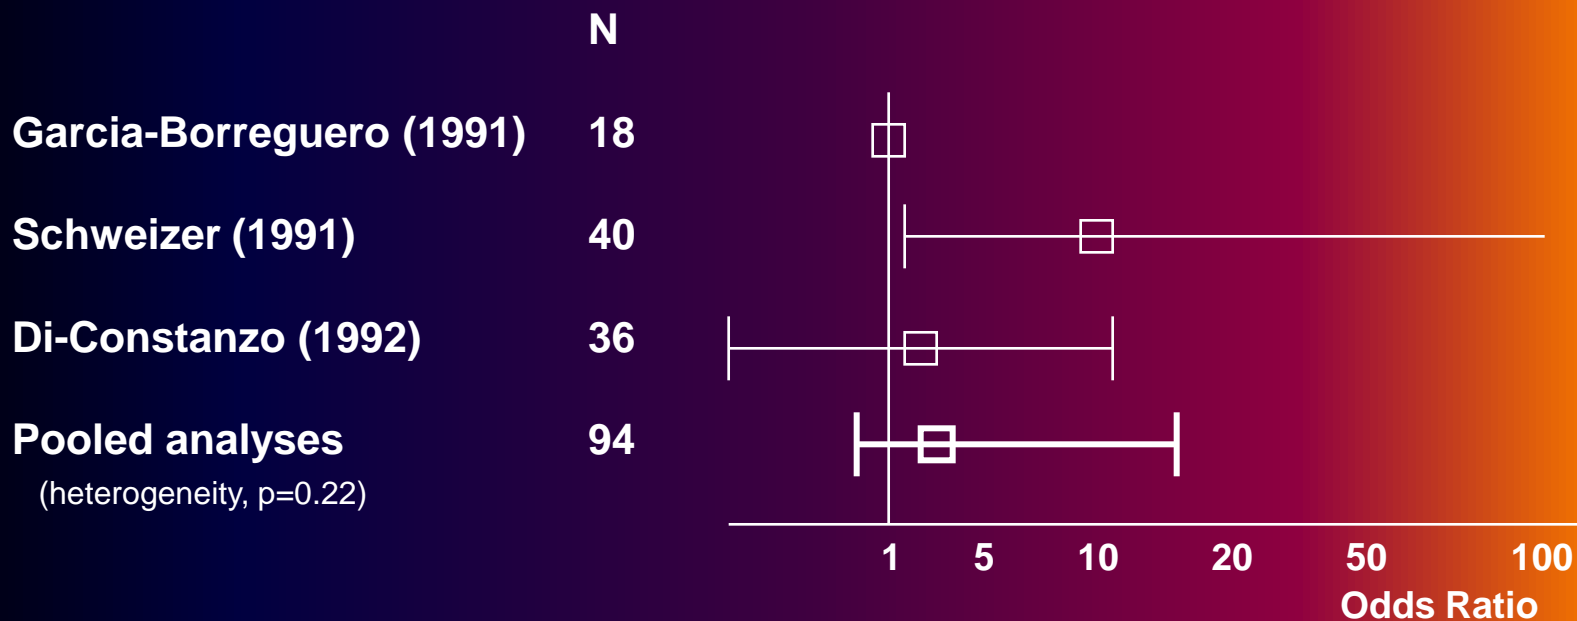 N
Garcia-Borreguero (1991) 18
Schweizer (1991) 40
Di-Constanzo (1992) 36
Pooled analyses 94
(heterogeneity, p=0.22)
1 5 10 20 50 100
Odds Ratio